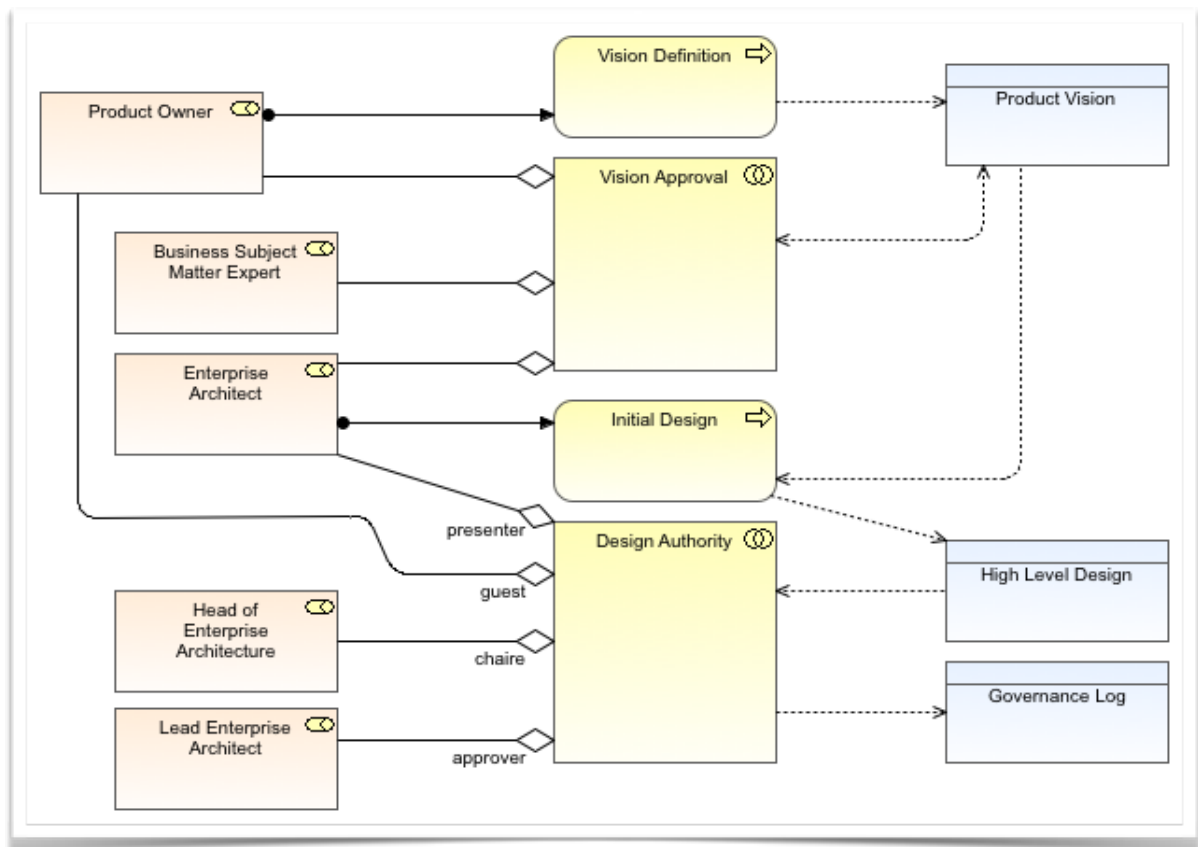 Vision Definition
Product Vision
Product Owner
Vision Approval
Business Subject
Matter Expert
Enterprise
Architect
Initial Design
presenter
Design Authority
High Level Design
guest
Head of
Enterprise
Architecture
chaire
Governance Log
Lead Enterprise
Architect
approver